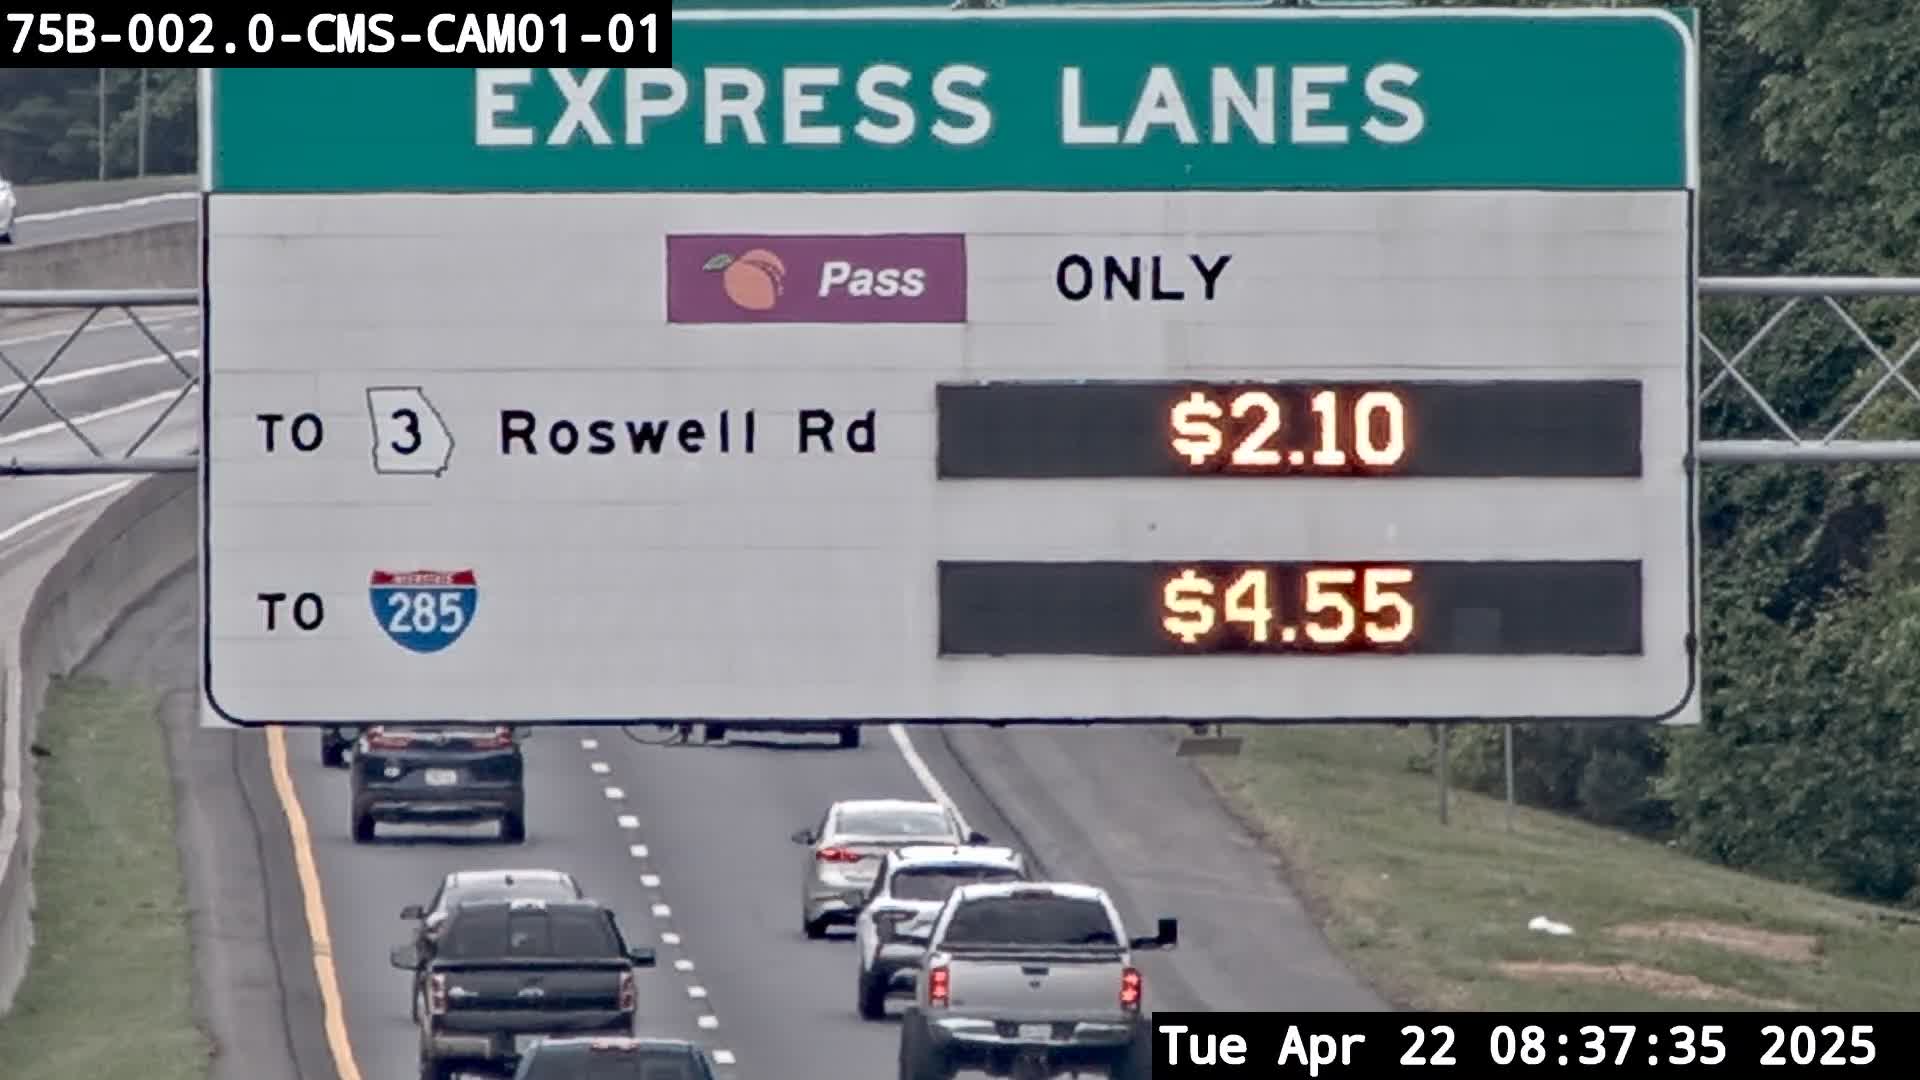 75B-002.0-CMS-CAM01-01
EXPRESS LANES
Pass ONLY
TO 3 Roswell Rd $2.10
TO 285 $4.55
Tue Apr 22 08:37:35 2025